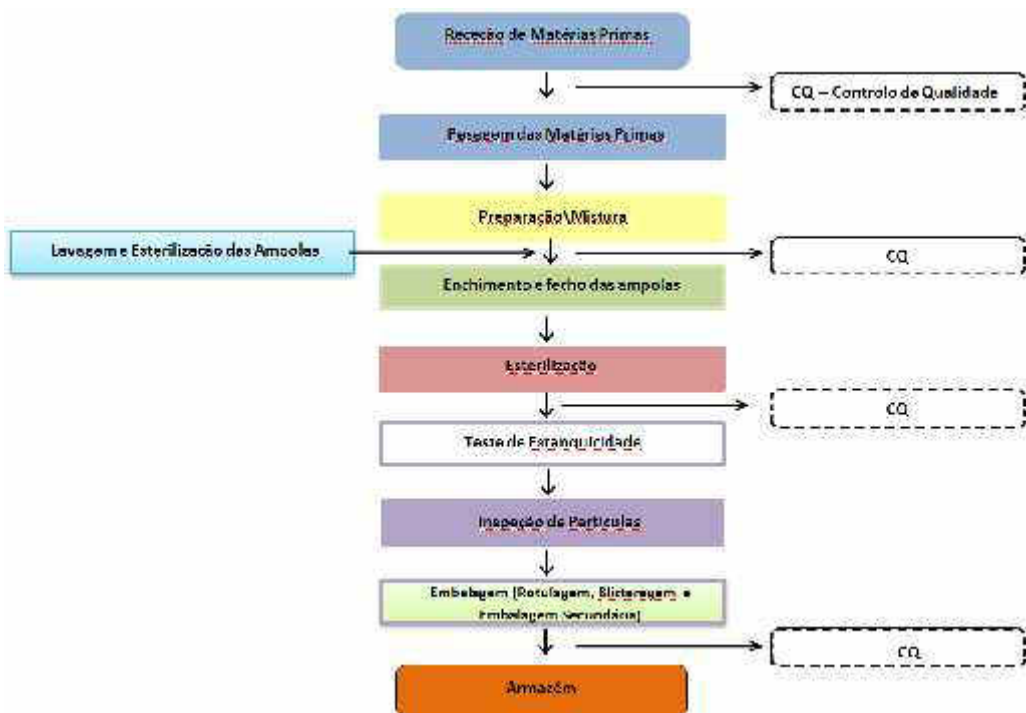 Receção de Matérias Primas
CQ – Controlo de Qualidade
Pesagem das Matérias Primas
Preparação\Mistura
Lavagem e Esterilização das Ampolas
CQ
Enchimento e fecho das ampolas
Esterilização
CQ
Teste de Estanquicidade
Inspeção de Partículas
Embalagem (Rotulagem, Blisteragem e
Embalagem Secundária)
CQ
Armazém